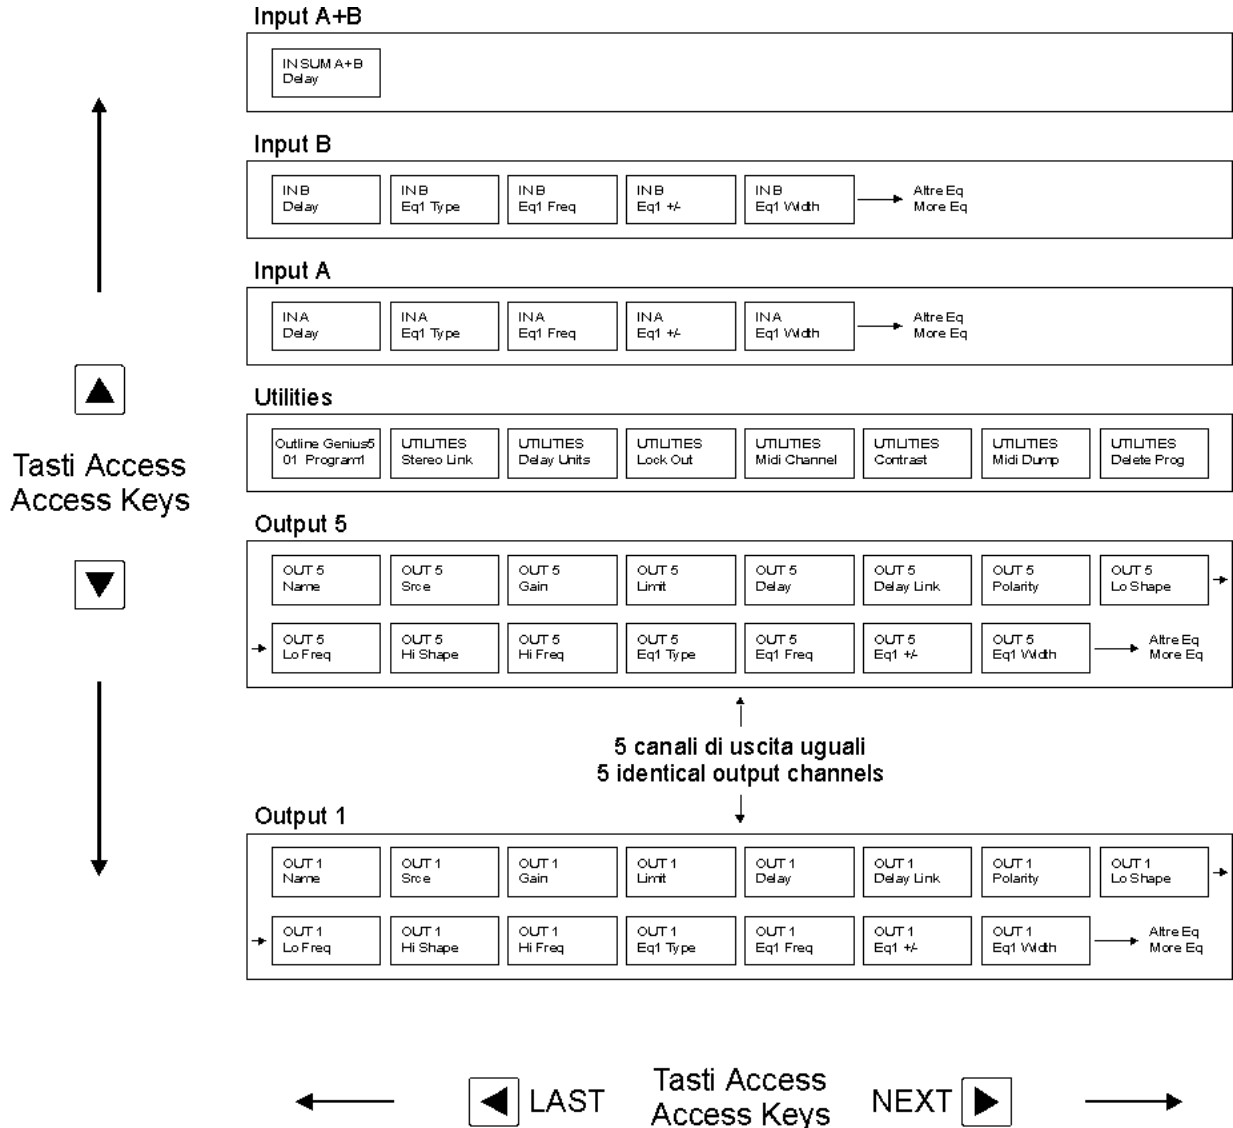 Input A+B
IN SUM A+B
Delay
Input B
IN B
Delay
IN B
Eq1 Type
IN B
Eq1 Freq
IN B
Eq1 +/-
IN B
Eq1 Width
Altre Eq
More Eq
Input A
IN A
Delay
IN A
Eq1 Type
IN A
Eq1 Freq
IN A
Eq1 +/-
IN A
Eq1 Width
Altre Eq
More Eq
Utilities
Outline Genius5
01 Program1
UTILITIES
Stereo Link
UTILITIES
Delay Units
UTILITIES
Lock Out
UTILITIES
Midi Channel
UTILITIES
Contrast
UTILITIES
Midi Dump
UTILITIES
Delete Prog
Tasti Access
Access Keys
Output 5
OUT 5
Name
OUT 5
Srce
OUT 5
Gain
OUT 5
Limit
OUT 5
Delay
OUT 5
Delay Link
OUT 5
Polarity
OUT 5
Lo Shape
OUT 5
Lo Freq
OUT 5
Hi Shape
OUT 5
Hi Freq
OUT 5
Eq1 Type
OUT 5
Eq1 Freq
OUT 5
Eq1 +/-
OUT 5
Eq1 Width
Altre Eq
More Eq
5 canali di uscita uguali
5 identical output channels
Output 1
OUT 1
Name
OUT 1
Srce
OUT 1
Gain
OUT 1
Limit
OUT 1
Delay
OUT 1
Delay Link
OUT 1
Polarity
OUT 1
Lo Shape
OUT 1
Lo Freq
OUT 1
Hi Shape
OUT 1
Hi Freq
OUT 1
Eq1 Type
OUT 1
Eq1 Freq
OUT 1
Eq1 +/-
OUT 1
Eq1 Width
Altre Eq
More Eq
LAST
Tasti Access
Access Keys
NEXT